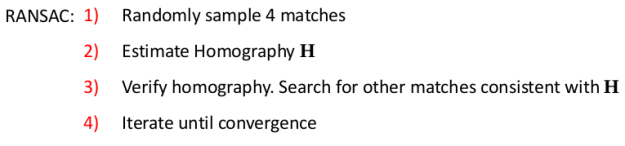 RANSAC: 1) Randomly sample 4 matches
2) Estimate Homography H
3) Verify homography. Search for other matches consistent with H
4) Iterate until convergence